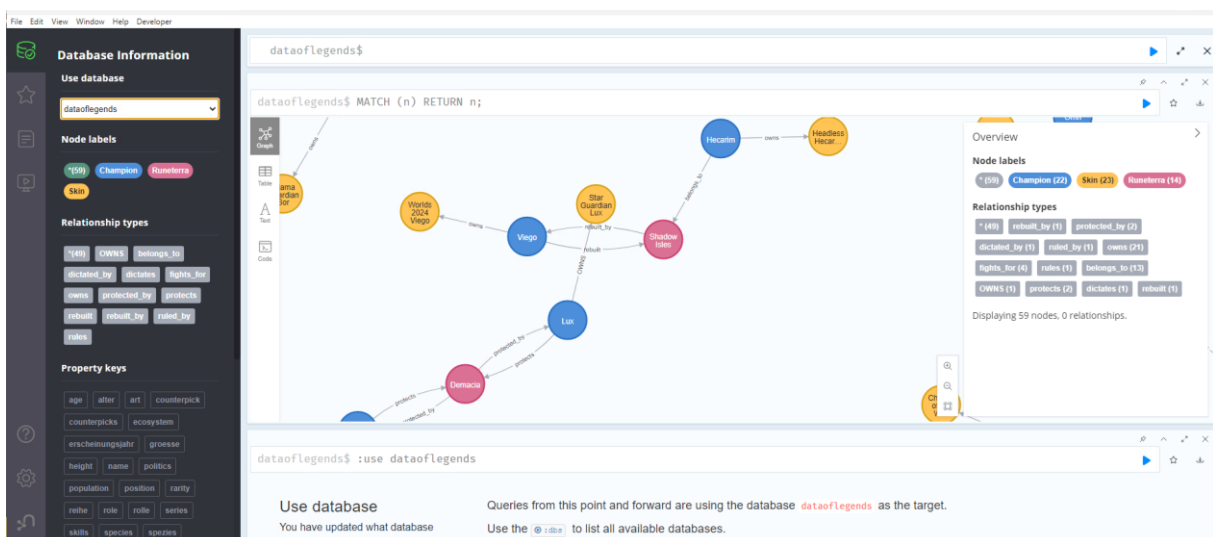 File Edit View Window Help Developer
Database Information
Use database
dataoflegends
Node labels
*(59) Champion Runeterra
Skin
Relationship types
*(49) OWNS belongs_to
dictated_by dictates fights_for
owns protected_by protects
rebuilt rebuilt_by ruled_by
rules
Property keys
age alter art counterpick
counterpicks ecosystem
erscheinungsjahr groesse
height name politics
population position rarity
reihe role rolle series
skills species spezies
dataoflegends$
dataoflegends$ MATCH (n) RETURN n;
Graph
Table
Text
Code
owns
Worlds
2024
Viego
owns
Viego
Star
Guardian
Lux
rebuilt_by
rebuilt
Shadow
Isles
OWNS
Hecarim
owns
Headless
Hecar...
belongs_to
Lux
protected_by
protects
Demacia
protects
Overview
Node labels
*(59) Champion (22) Skin (23) Runeterra (14)
Relationship types
*(49) rebuilt_by (1) protected_by (2)
dictated_by (1) ruled_by (1) owns (21)
fights_for (4) rules (1) belongs_to (13)
OWNS (1) protects (2) dictates (1) rebuilt (1)
Displaying 59 nodes, 0 relationships.
dataoflegends$ :use dataoflegends
Use database
You have updated what database
Queries from this point and forward are using the database dataoflegends as the target.
Use the :dbs to list all available databases.